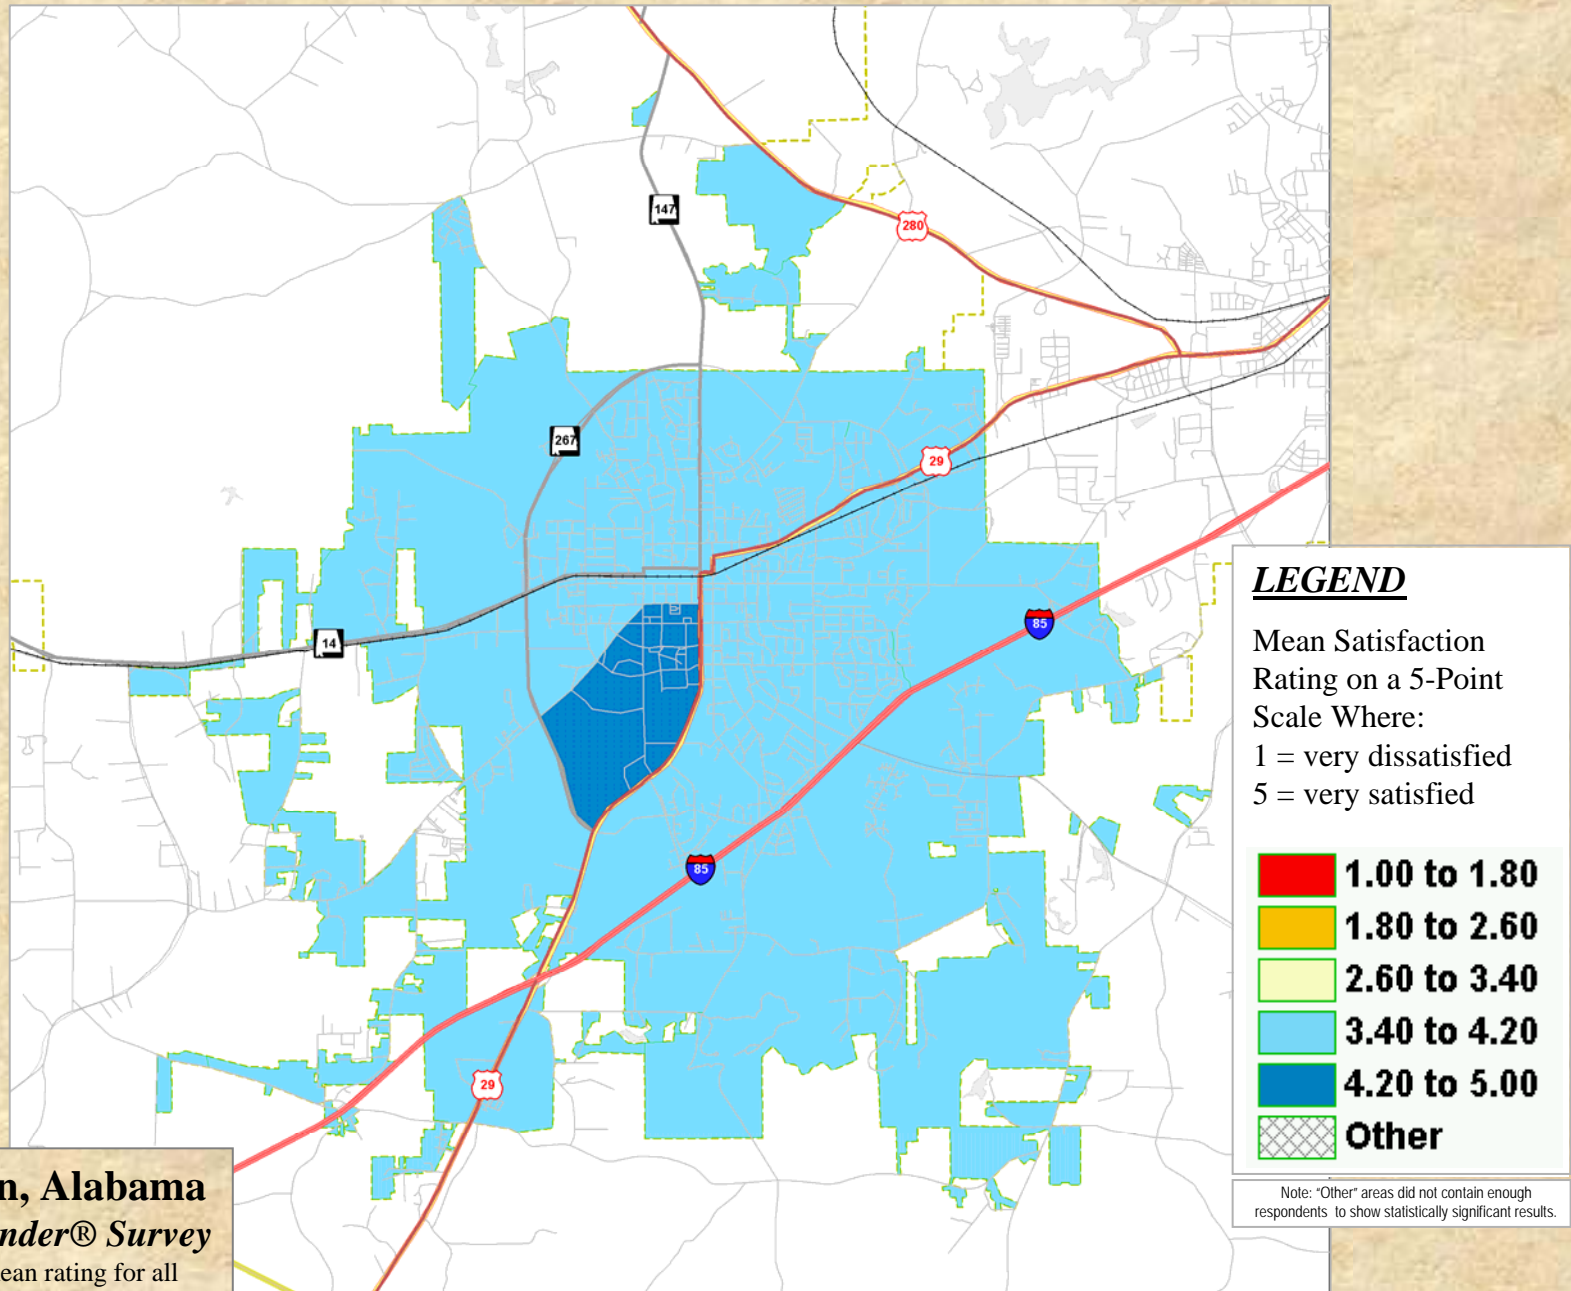 147
280
267
29
14
85
85
29
LEGEND
Mean Satisfaction
Rating on a 5-Point
Scale Where:
1 = very dissatisfied
5 = very satisfied
1.00 to 1.80
1.80 to 2.60
2.60 to 3.40
3.40 to 4.20
4.20 to 5.00
Other
Note: "Other" areas did not contain enough
respondents to show statistically significant results.
n, Alabama
nder® Survey
ean rating for all